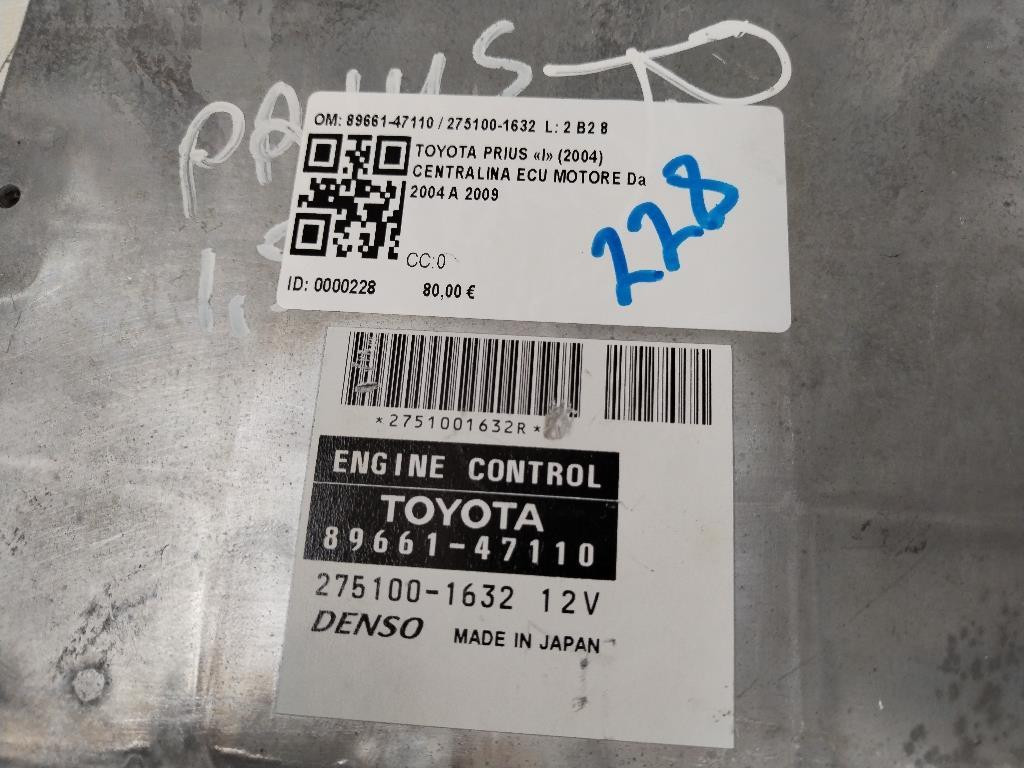 PRIUS
OM: 89661-47110 / 275100-1632 L: 2 B2 8
TOYOTA PRIUS «I» (2004)
CENTRALINA ECU MOTORE Da
2004 A 2009
CC:0
ID: 0000228 80,00 €
228
*2751001632R*
ENGINE CONTROL
TOYOTA
89661-47110
275100-1632 12V
DENSO MADE IN JAPAN